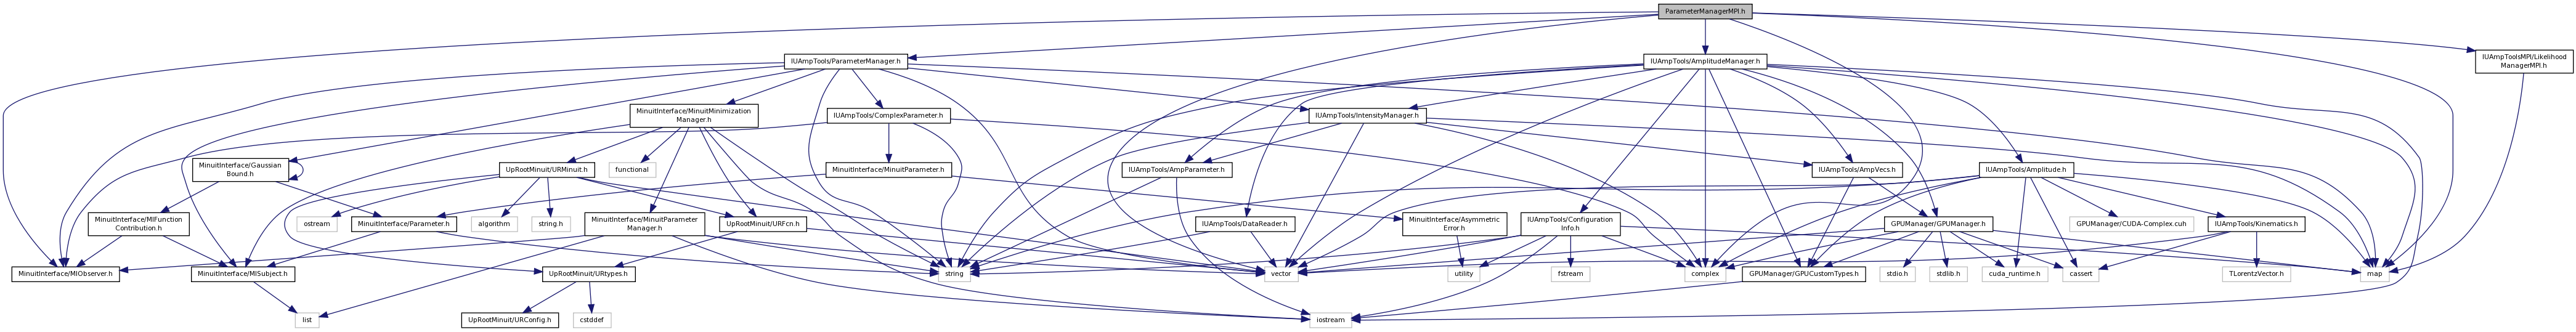 ParameterManagerMPI.h
IUAmpTools/ParameterManager.h
IUAmpTools/AmplitudeManager.h
IUAmpToolsMPI/Likelihood
ManagerMPI.h
MinuitInterface/MinuitMinimization
Manager.h
IUAmpTools/ComplexParameter.h
IUAmpTools/IntensityManager.h
MinuitInterface/Gaussian
Bound.h
UpRootMinuit/URMinuit.h
functional
MinuitInterface/MinuitParameter.h
IUAmpTools/AmpParameter.h
IUAmpTools/AmpVecs.h
IUAmpTools/Amplitude.h
MinuitInterface/MIFunction
Contribution.h
ostream
MinuitInterface/Parameter.h
algorithm
string.h
MinuitInterface/MinuitParameter
Manager.h
UpRootMinuit/URFcn.h
IUAmpTools/DataReader.h
MinuitInterface/Asymmetric
Error.h
IUAmpTools/Configuration
Info.h
GPUManager/GPUManager.h
GPUManager/CUDA-Complex.cuh
IUAmpTools/Kinematics.h
MinuitInterface/MIObserver.h
MinuitInterface/MISubject.h
UpRootMinuit/URtypes.h
string
vector
utility
fstream
complex
GPUManager/GPUCustomTypes.h
stdio.h
stdlib.h
cuda_runtime.h
cassert
TLorentzVector.h
map
list
UpRootMinuit/URConfig.h
cstddef
iostream